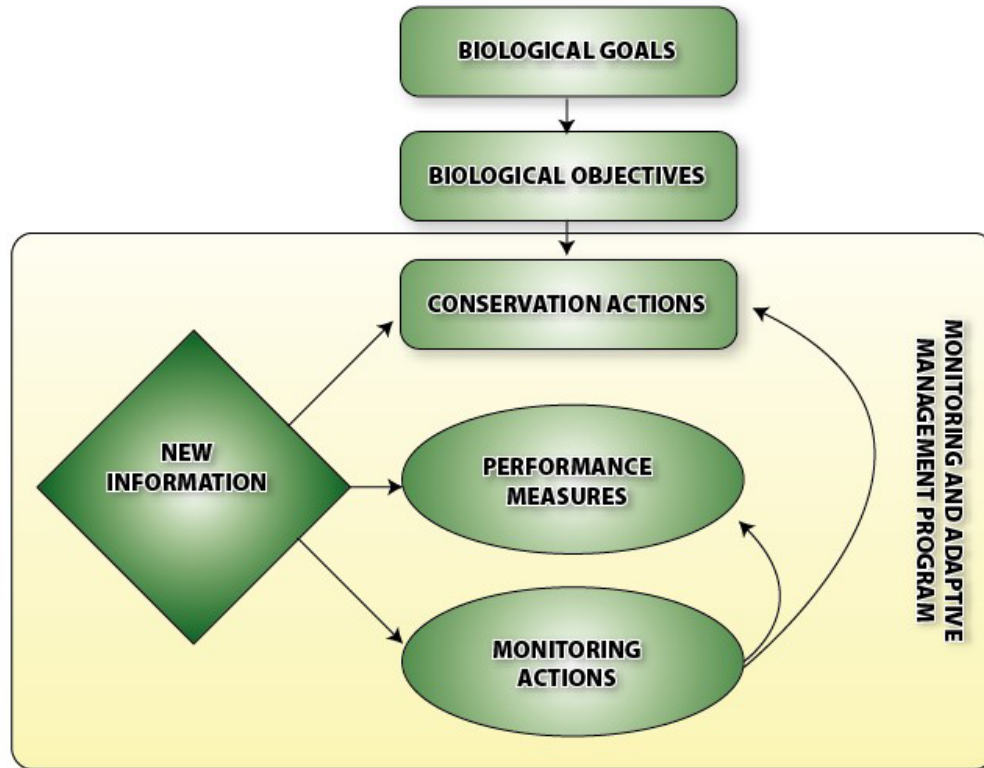 BIOLOGICAL GOALS
BIOLOGICAL OBJECTIVES
CONSERVATION ACTIONS
NEW
INFORMATION
PERFORMANCE
MEASURES
MONITORING
ACTIONS
MONITORING AND ADAPTIVE
MANAGEMENT PROGRAM